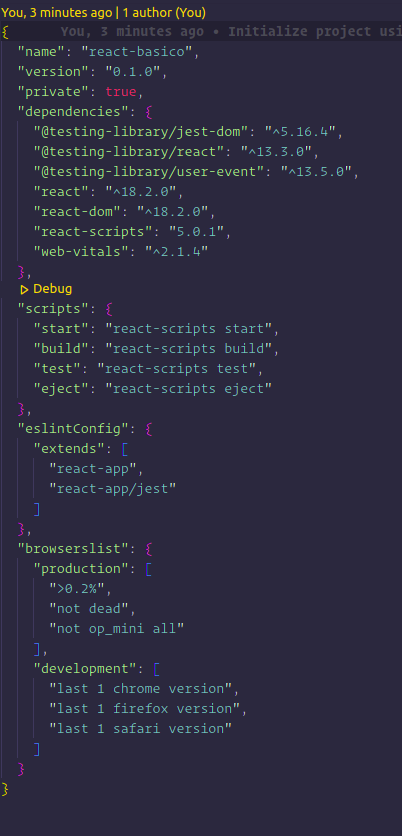 You, 3 minutes ago | 1 author (You)
{ You, 3 minutes ago • Initialize project usi
"name": "react-basico",
"version": "0.1.0",
"private": true,
"dependencies": {
"@testing-library/jest-dom": "^5.16.4",
"@testing-library/react": "^13.3.0",
"@testing-library/user-event": "^13.5.0",
"react": "^18.2.0",
"react-dom": "^18.2.0",
"react-scripts": "5.0.1",
"web-vitals": "^2.1.4"
},
Debug
"scripts": {
"start": "react-scripts start",
"build": "react-scripts build",
"test": "react-scripts test",
"eject": "react-scripts eject"
},
"eslintConfig": {
"extends": [
"react-app",
"react-app/jest"
]
},
"browserslist": {
"production": [
">0.2%",
"not dead",
"not op_mini all"
],
"development": [
"last 1 chrome version",
"last 1 firefox version",
"last 1 safari version"
]
}
}